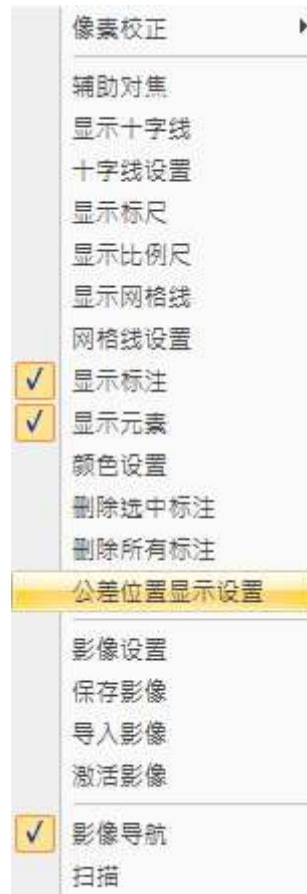 像素校正
辅助对焦
显示十字线
十字线设置
显示标尺
显示比例尺
显示网格线
网格线设置
显示标注
显示元素
颜色设置
删除选中标注
删除所有标注
公差位置显示设置
影像设置
保存影像
导入影像
激活影像
影像导航
扫描